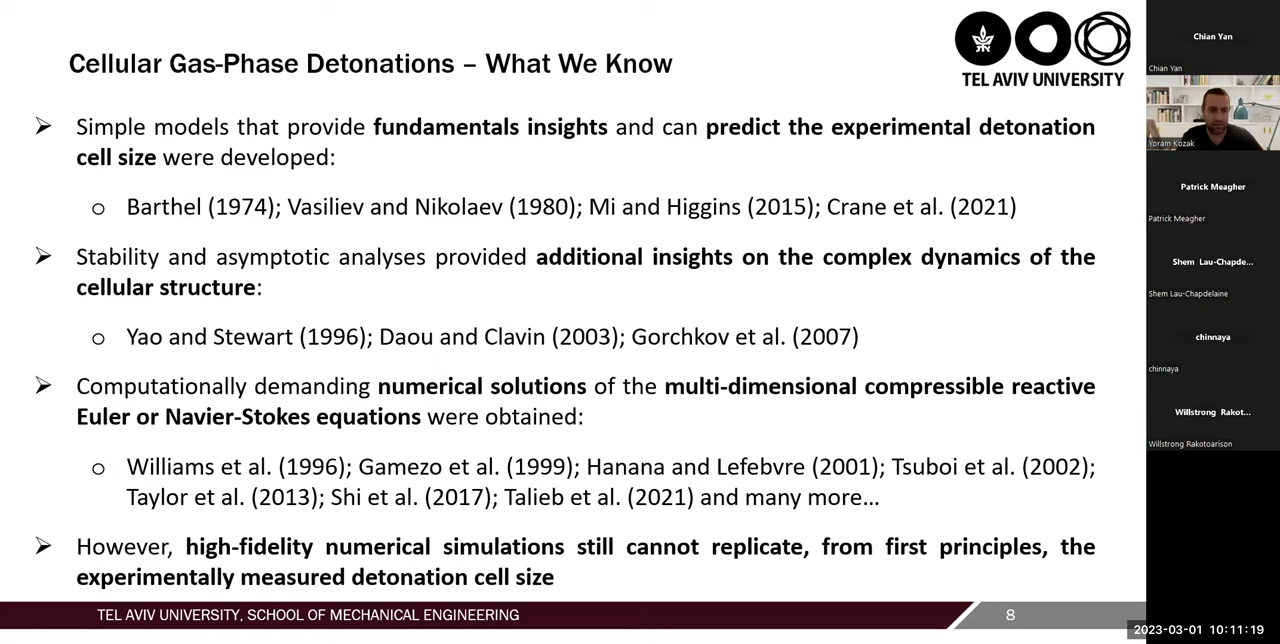 Cellular Gas-Phase Detonations – What We Know
TEL AVIV UNIVERSITY
➢ Simple models that provide fundamentals insights and can predict the experimental detonation
cell size were developed:
o Barthel (1974); Vasiliev and Nikolaev (1980); Mi and Higgins (2015); Crane et al. (2021)
➢ Stability and asymptotic analyses provided additional insights on the complex dynamics of the
cellular structure:
o Yao and Stewart (1996); Daou and Clavin (2003); Gorchkov et al. (2007)
➢ Computationally demanding numerical solutions of the multi-dimensional compressible reactive
Euler or Navier-Stokes equations were obtained:
o Williams et al. (1996); Gamezo et al. (1999); Hanana and Lefebvre (2001); Tsuboi et al. (2002);
Taylor et al. (2013); Shi et al. (2017); Talieb et al. (2021) and many more…
➢ However, high-fidelity numerical simulations still cannot replicate, from first principles, the
experimentally measured detonation cell size
TEL AVIV UNIVERSITY, SCHOOL OF MECHANICAL ENGINEERING
8
Chian Yan
Chian Yan
Yoram Kozak
Patrick Meagher
Patrick Meagher
Shem Lau-Chapde...
Shem Lau-Chapdelaine
chinnaya
chinnaya
Willstrong Rakot...
Willstrong Rakotoarison
2023-03-01 10:11:19